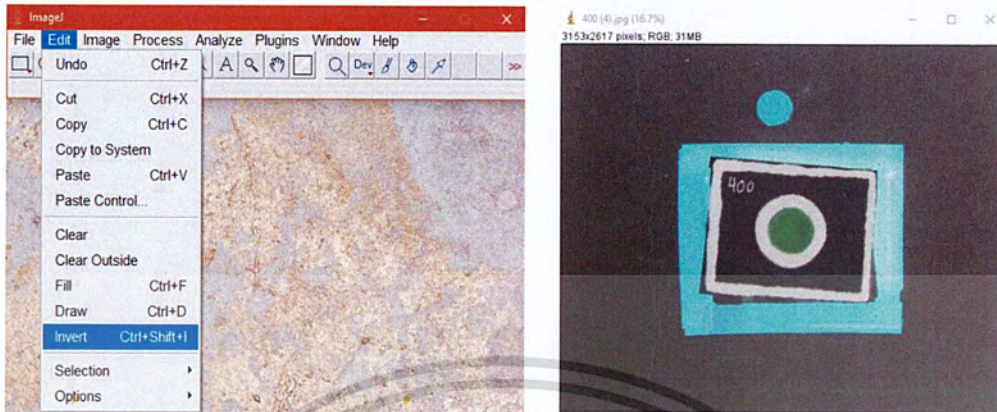 ImageJ
File Edit Image Process Analyze Plugins Window Help
Dev.
>>
Undo Ctrl+Z
Cut Ctrl+X
Copy Ctrl+C
Copy to System
Paste Ctrl+V
Paste Control...
Clear
Clear Outside
Fill Ctrl+F
Draw Ctrl+D
Invert Ctrl+Shift+I
Selection
Options
400 (4).jpg (16.7%)
3153x2617 pixels; RGB; 31MB
400